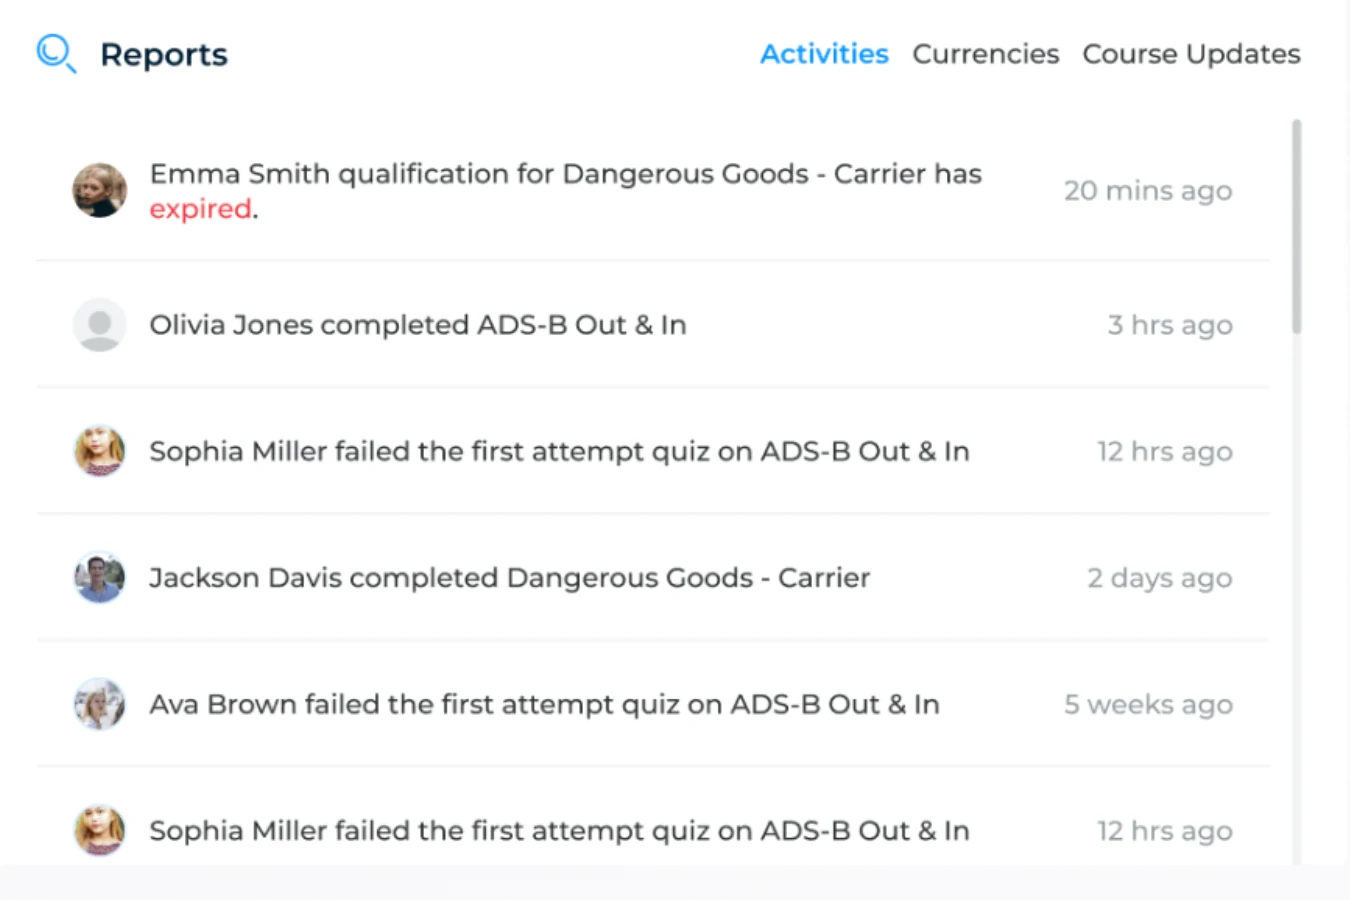 Reports
Activities Currencies Course Updates
Emma Smith qualification for Dangerous Goods - Carrier has
expired.
20 mins ago
Olivia Jones completed ADS-B Out & In
3 hrs ago
Sophia Miller failed the first attempt quiz on ADS-B Out & In
12 hrs ago
Jackson Davis completed Dangerous Goods - Carrier
2 days ago
Ava Brown failed the first attempt quiz on ADS-B Out & In
5 weeks ago
Sophia Miller failed the first attempt quiz on ADS-B Out & In
12 hrs ago